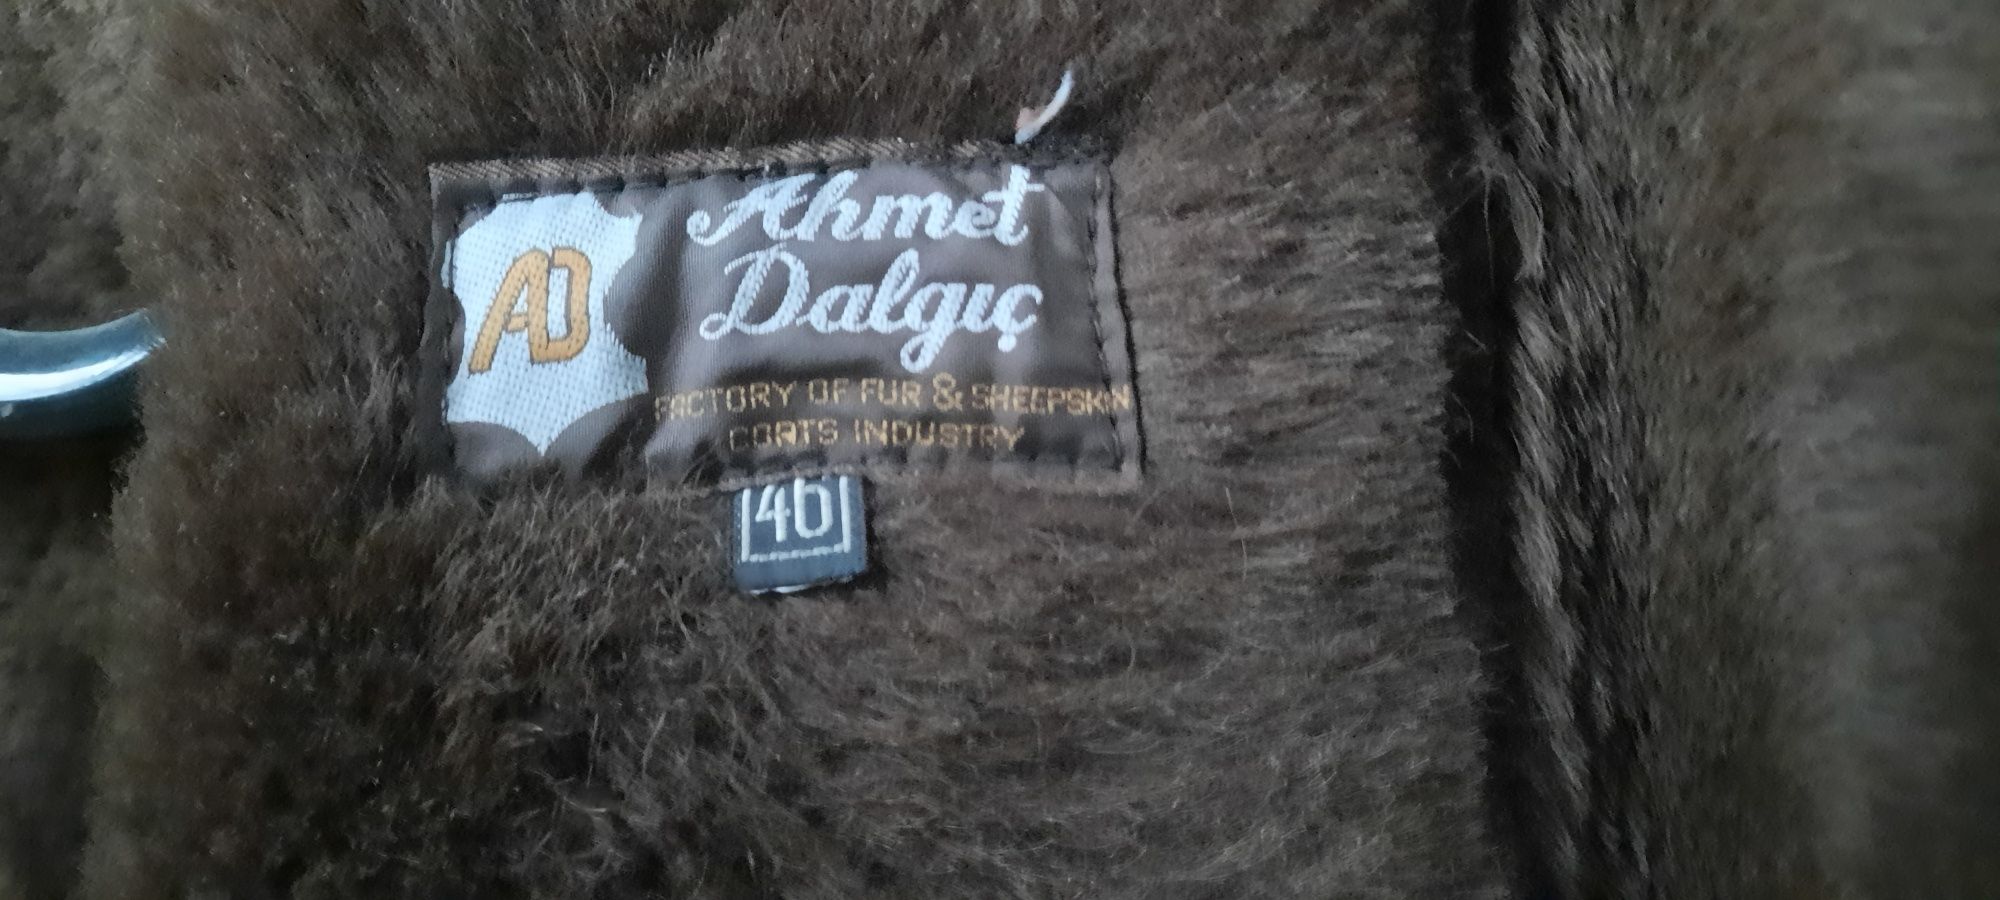 AD
Ahmet
Dalgıç
FACTORY OF FUR & SHEEPSKIN
COATS INDUSTRY
46